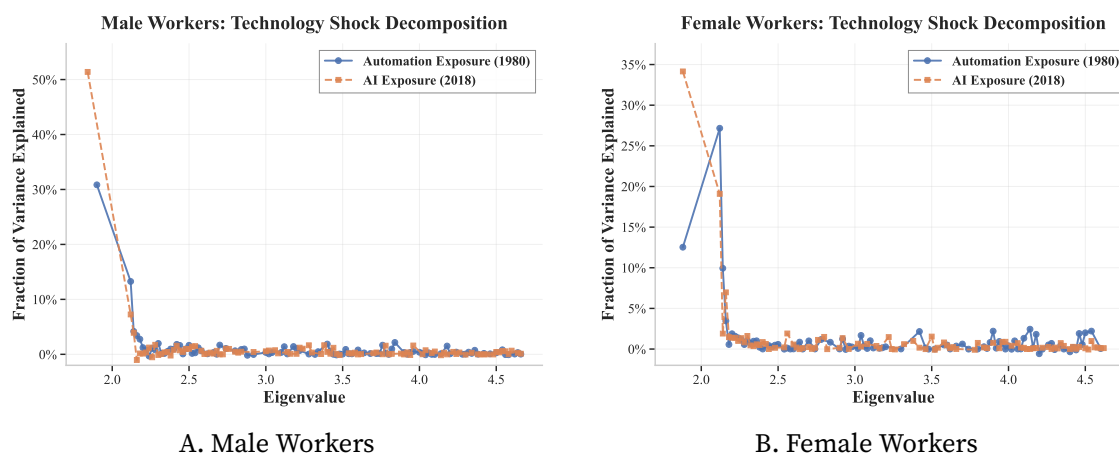 Male Workers: Technology Shock Decomposition
Automation Exposure (1980)
AI Exposure (2018)
Fraction of Variance Explained
50%
40%
30%
20%
10%
0%
2.0 2.5 3.0 3.5 4.0 4.5
Eigenvalue
A. Male Workers
Female Workers: Technology Shock Decomposition
Automation Exposure (1980)
AI Exposure (2018)
Fraction of Variance Explained
35%
30%
25%
20%
15%
10%
5%
0%
2.0 2.5 3.0 3.5 4.0 4.5
Eigenvalue
B. Female Workers